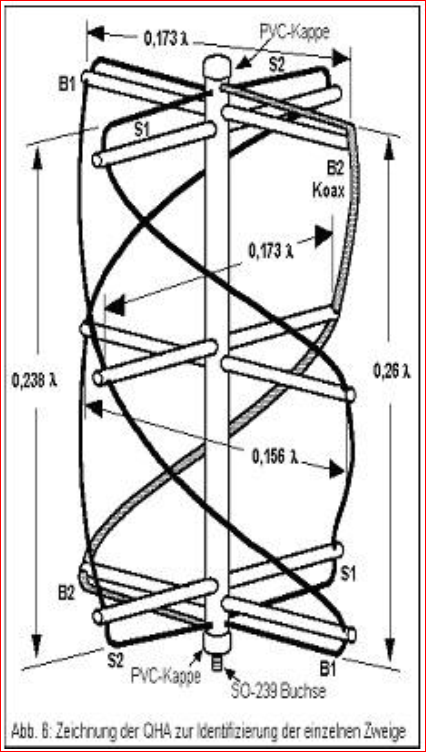 0,173 λ
PVC-Kappe
S2
B1
S1
B2
Koax
0,173 λ
0,238 λ
0,26 λ
0,156 λ
B2
S1
S2
B1
PVC-Kappe
SO-239 Buchse
Abb. 6: Zeichnung der QHA zur Identifizierung der einzelnen Zweige